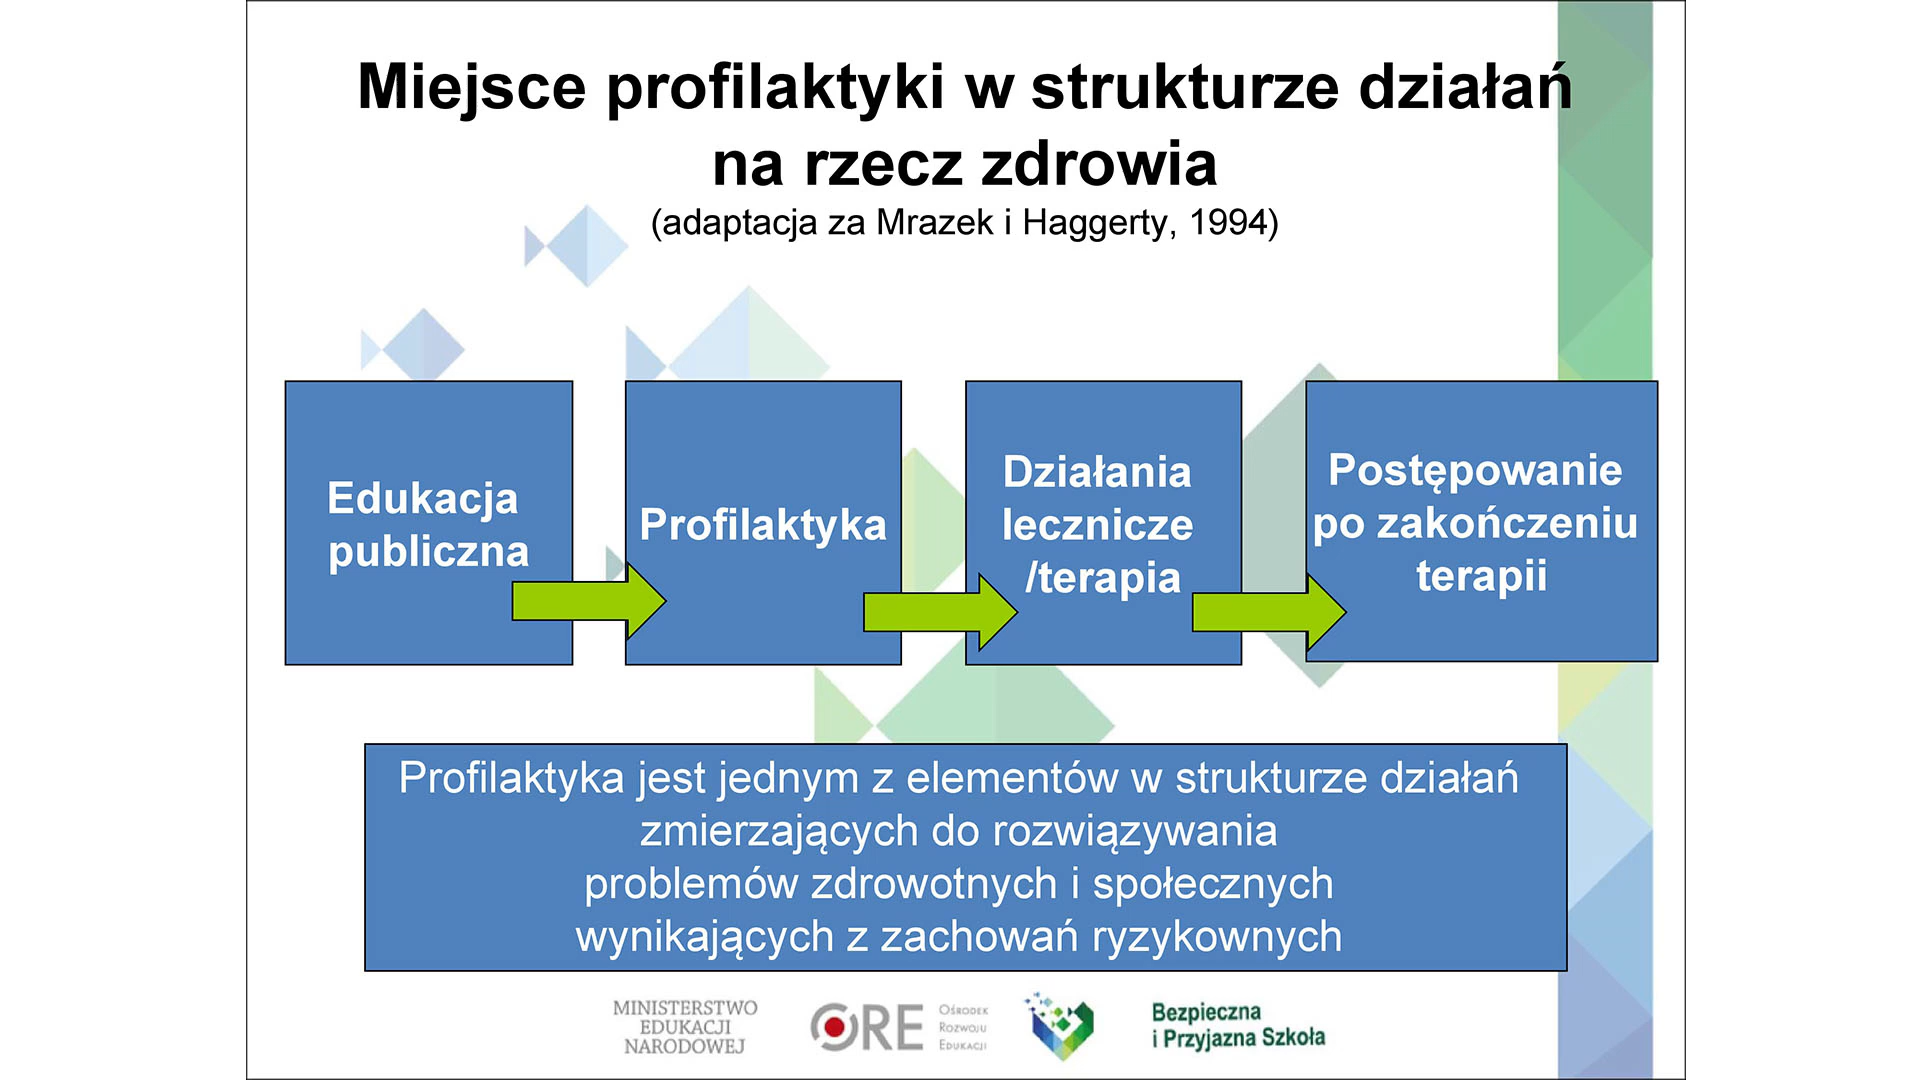 Miejsce profilaktyki w strukturze działań
na rzecz zdrowia
(adaptacja za Mrazek i Haggerty, 1994)
Edukacja
publiczna
Profilaktyka
Działania
lecznicze
/terapia
Postępowanie
po zakończeniu
terapii
Profilaktyka jest jednym z elementów w strukturze działań
zmierzających do rozwiązywania
problemów zdrowotnych i społecznych
wynikających z zachowań ryzykownych
MINISTERSTWO
EDUKACJI
NARODOWEJ
ORE
OŚRODEK
ROZWOJU
EDUKACJI
Bezpieczna
i Przyjazna Szkoła